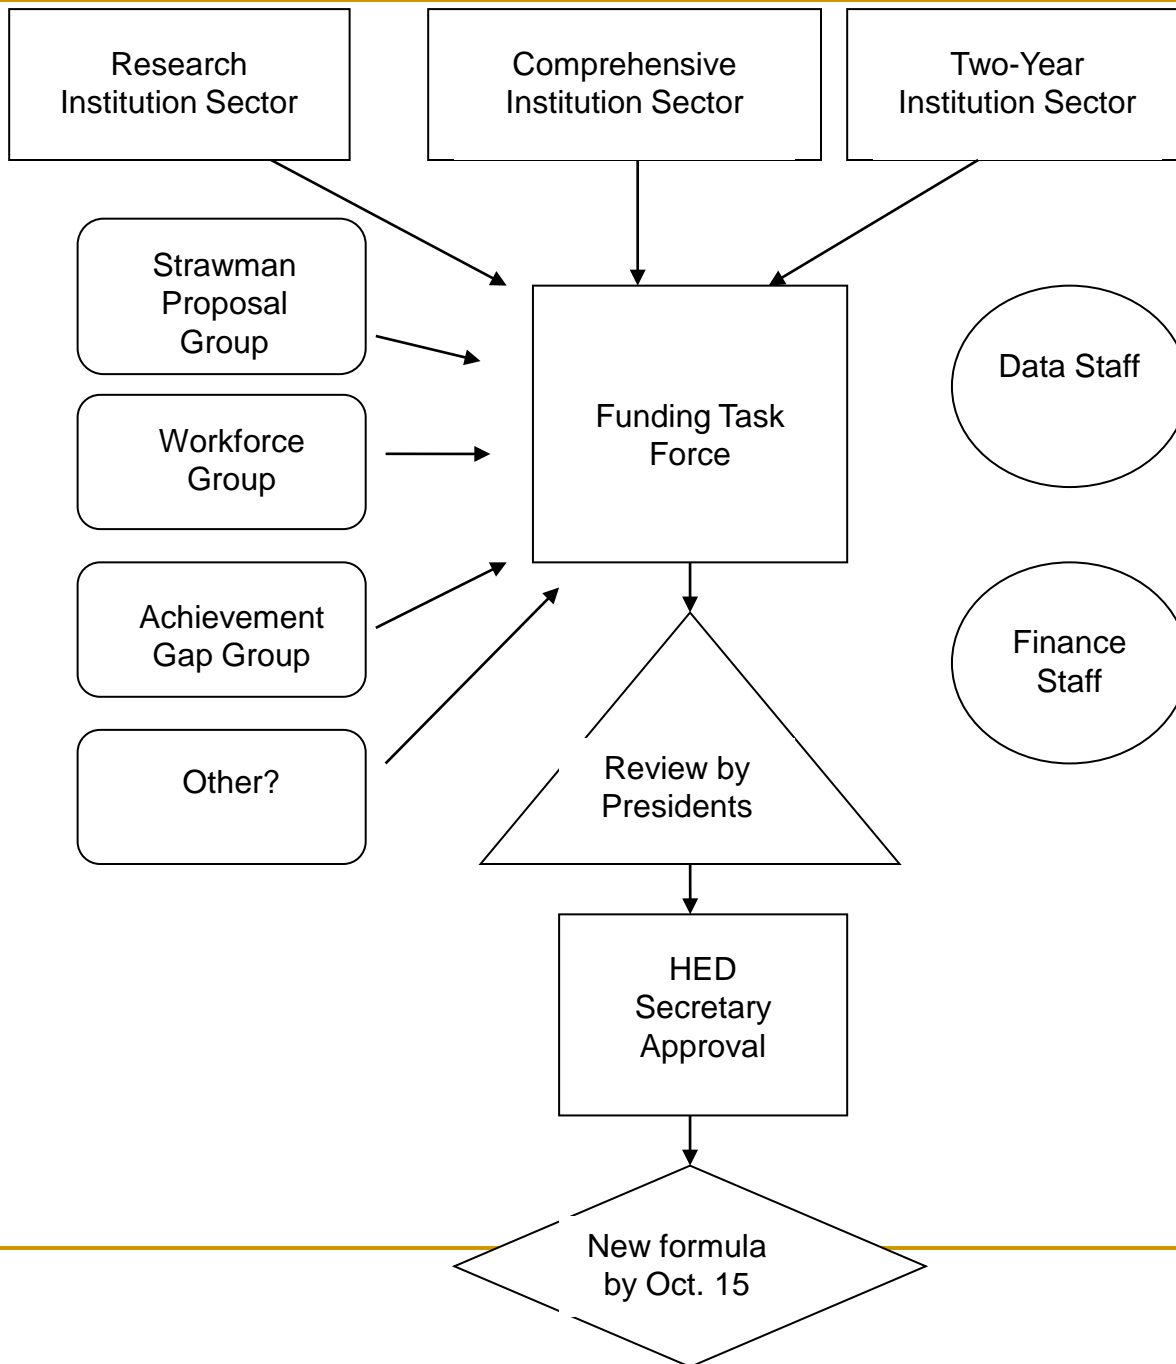 Research
Institution Sector
Comprehensive
Institution Sector
Two-Year
Institution Sector
Strawman
Proposal
Group
Workforce
Group
Achievement
Gap Group
Other?
Funding Task
Force
Data Staff
Finance
Staff
Review by
Presidents
HED
Secretary
Approval
New formula
by Oct. 15